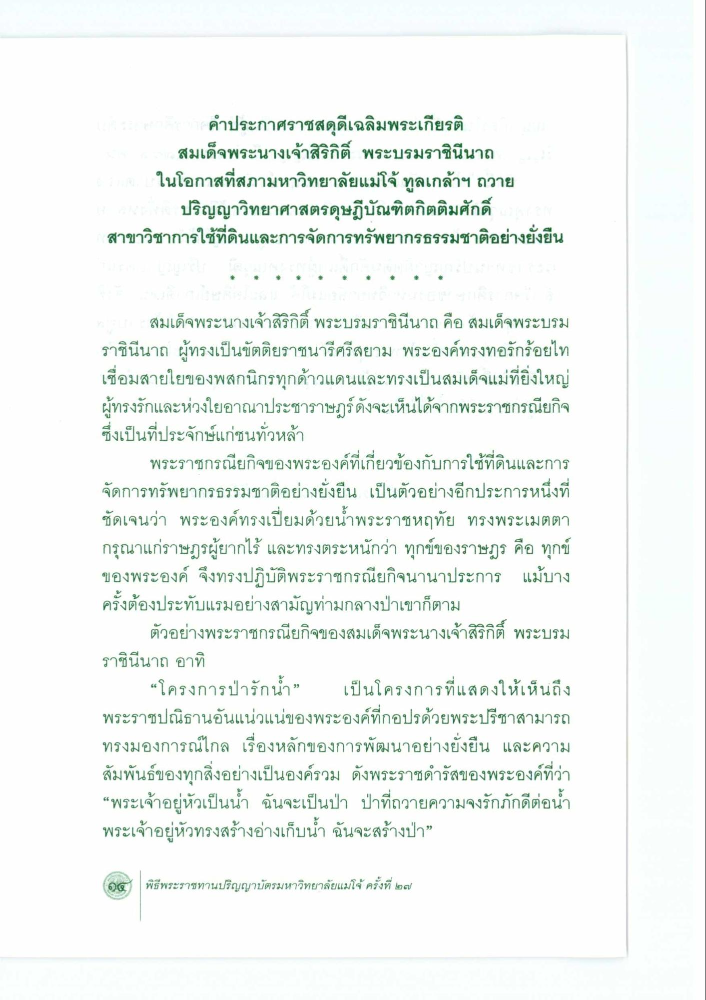 คำประกาศราชสดุดีเฉลิมพระเกียรติ
สมเด็จพระนางเจ้าสิริกิติ์ พระบรมราชินีนาถ
ในโอกาสที่สภามหาวิทยาลัยแม่โจ้ ทูลเกล้าฯ ถวาย
ปริญญาวิทยาศาสตรดุษฎีบัณฑิตกิตติมศักดิ์
สาขาวิชาการใช้ที่ดินและการจัดการทรัพยากรธรรมชาติอย่างยั่งยืน
* * * * * * * * * *
สมเด็จพระนางเจ้าสิริกิติ์ พระบรมราชินีนาถ คือ สมเด็จพระบรม
ราชินีนาถ ผู้ทรงเป็นขัตติยราชนารีศรีสยาม พระองค์ทรงทอรักร้อยไท
เชื่อมสายใยของพสกนิกรทุกด้าวแดนและทรงเป็นสมเด็จแม่ที่ยิ่งใหญ่
ผู้ทรงรักและห่วงใยอาณาประชาราษฎร์ดังจะเห็นได้จากพระราชกรณียกิจ
ซึ่งเป็นที่ประจักษ์แก่ชนทั่วหล้า
พระราชกรณียกิจของพระองค์ที่เกี่ยวข้องกับการใช้ที่ดินและการ
จัดการทรัพยากรธรรมชาติอย่างยั่งยืน เป็นตัวอย่างอีกประการหนึ่งที่
ชัดเจนว่า พระองค์ทรงเปี่ยมด้วยน้ำพระราชหฤทัย ทรงพระเมตตา
กรุณาแก่ราษฎรผู้ยากไร้ และทรงตระหนักว่า ทุกข์ของราษฎร คือ ทุกข์
ของพระองค์ จึงทรงปฏิบัติพระราชกรณียกิจนานาประการ แม้บาง
ครั้งต้องประทับแรมอย่างสามัญท่ามกลางป่าเขาก็ตาม
ตัวอย่างพระราชกรณียกิจของสมเด็จพระนางเจ้าสิริกิติ์ พระบรม
ราชินีนาถ อาทิ
“โครงการป่ารักน้ำ” เป็นโครงการที่แสดงให้เห็นถึง
พระราชปณิธานอันแน่วแน่ของพระองค์ที่กอปรด้วยพระปรีชาสามารถ
ทรงมองการณ์ไกล เรื่องหลักของการพัฒนาอย่างยั่งยืน และความ
สัมพันธ์ของทุกสิ่งอย่างเป็นองค์รวม ดังพระราชดำรัสของพระองค์ที่ว่า
“พระเจ้าอยู่หัวเป็นน้ำ ฉันจะเป็นป่า ป่าที่ถวายความจงรักภักดีต่อน้ำ
พระเจ้าอยู่หัวทรงสร้างอ่างเก็บน้ำ ฉันจะสร้างป่า”
๑๔ พิธีพระราชทานปริญญาบัตรมหาวิทยาลัยแม่โจ้ ครั้งที่ ๒๗